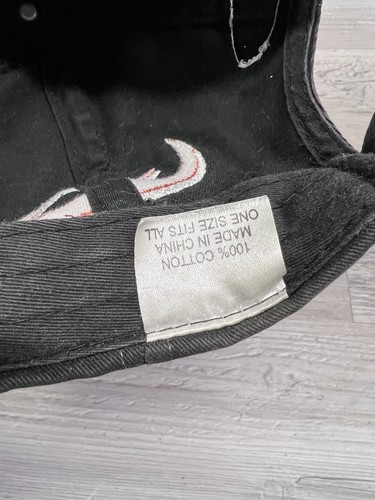 100% COTTON
MADE IN CHINA
ONE SIZE FITS ALL